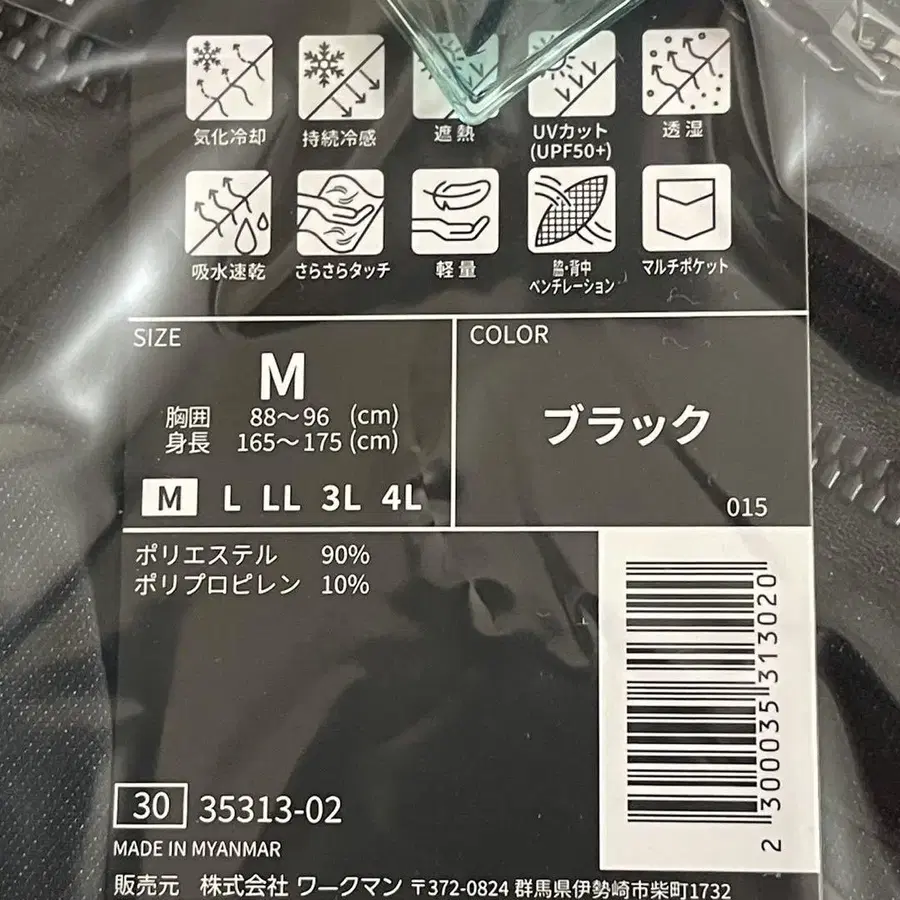 気化冷却
持続冷感
遮熱
UVカット
(UPF50+)
透湿
吸水速乾
さらさらタッチ
軽量
脇・背中
ベンチレーション
マルチポケット
SIZE
M
胸囲 88～96 (cm)
身長 165～175 (cm)
M L LL 3L 4L
COLOR
ブラック
015
ポリエステル 90%
ポリプロピレン 10%
2300035313020
30 35313-02
MADE IN MYANMAR
販売元 株式会社 ワークマン 〒372-0824 群馬県伊勢崎市柴町1732